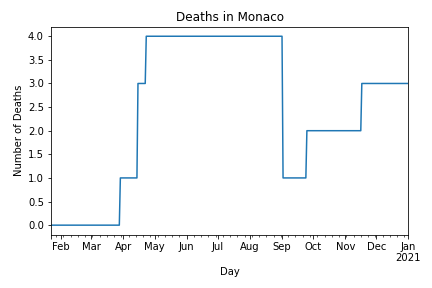 Deaths in Monaco
Number of Deaths
4.0
3.5
3.0
2.5
2.0
1.5
1.0
0.5
0.0
Feb Mar Apr May Jun Jul Aug Sep Oct Nov Dec Jan
2021
Day